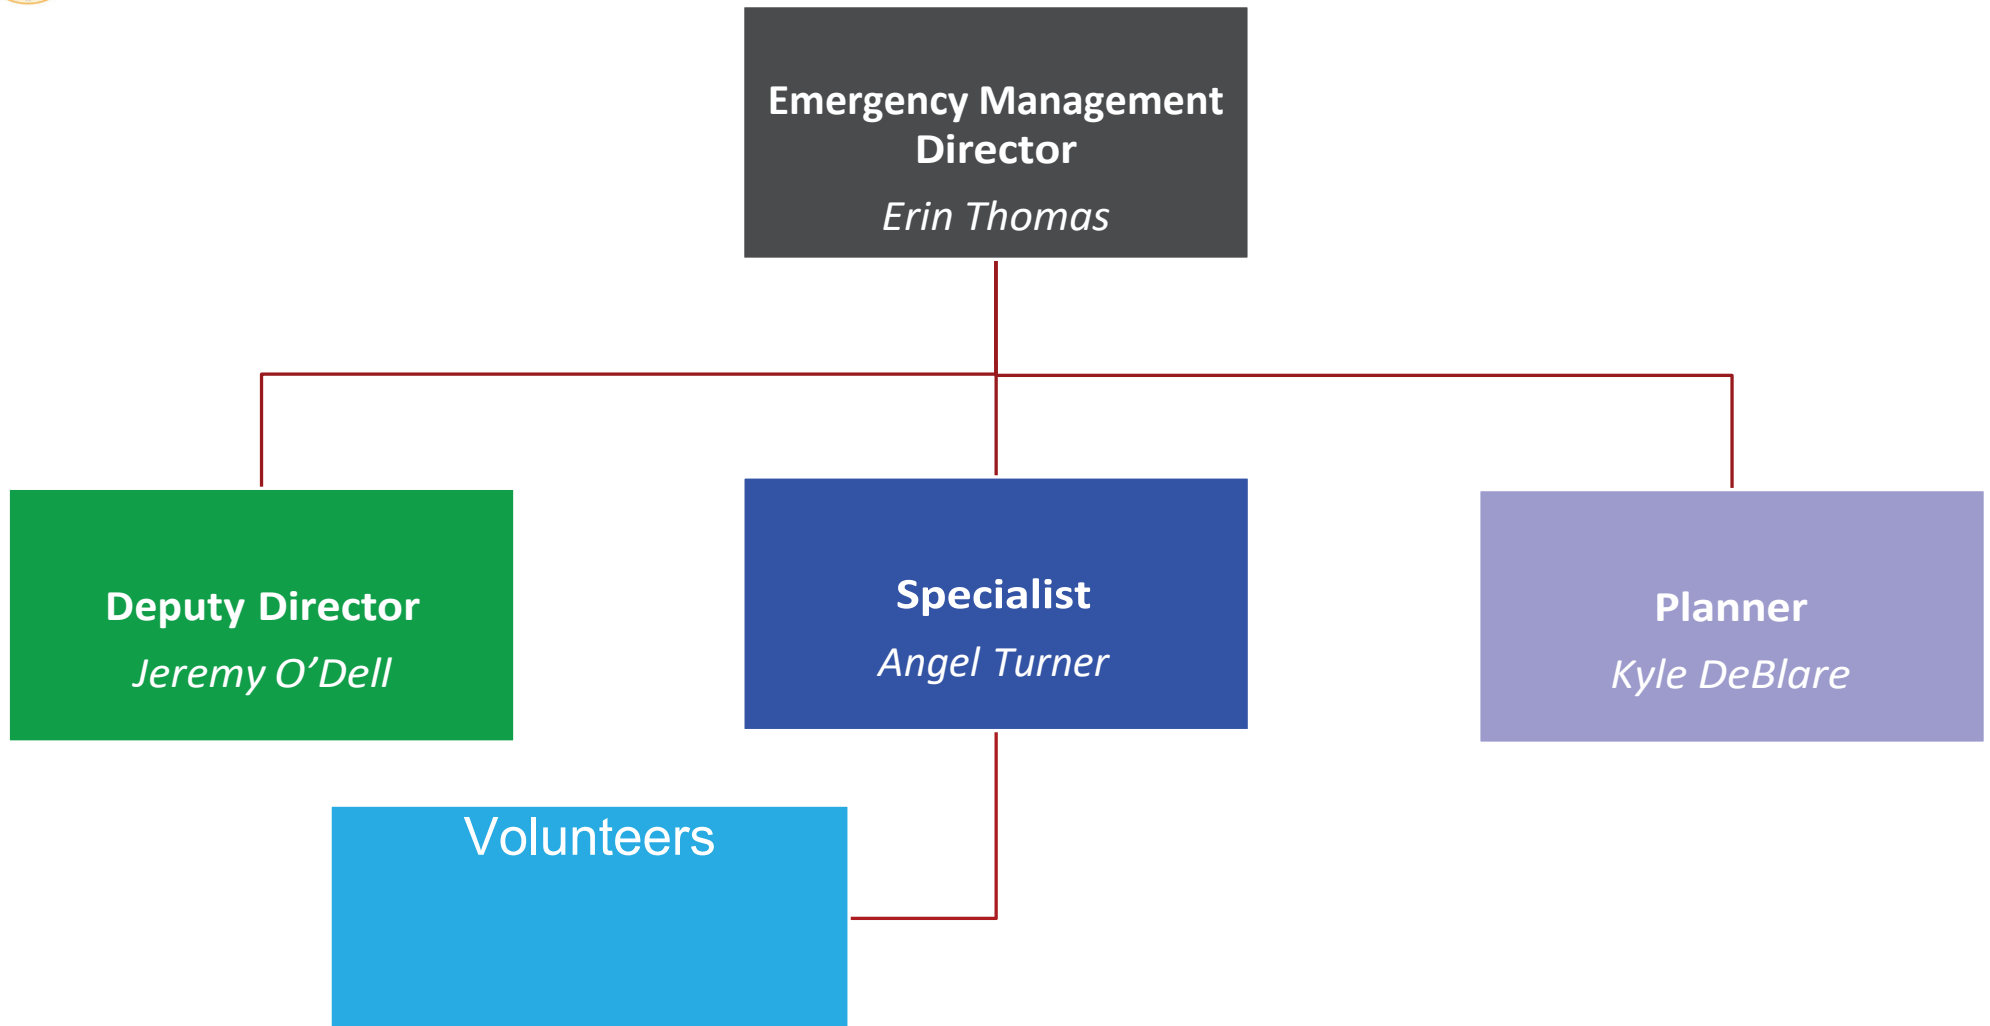 Emergency Management
Director
Erin Thomas
Deputy Director
Jeremy O’Dell
Specialist
Angel Turner
Planner
Kyle DeBlare
Volunteers